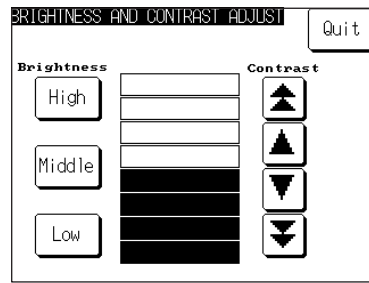 BRIGHTNESS AND CONTRAST ADJUST
Quit
Brightness
Contrast
High
Middle
Low